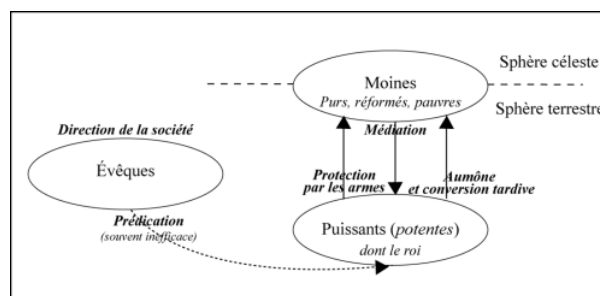 Sphère céleste
Moines
Purs, réformés, pauvres
Sphère terrestre
Direction de la société
Médiation
Évêques
Protection
par les armes
Aumône
et conversion tardive
Prédication
(souvent inefficace)
Puissants (potentes)
dont le roi